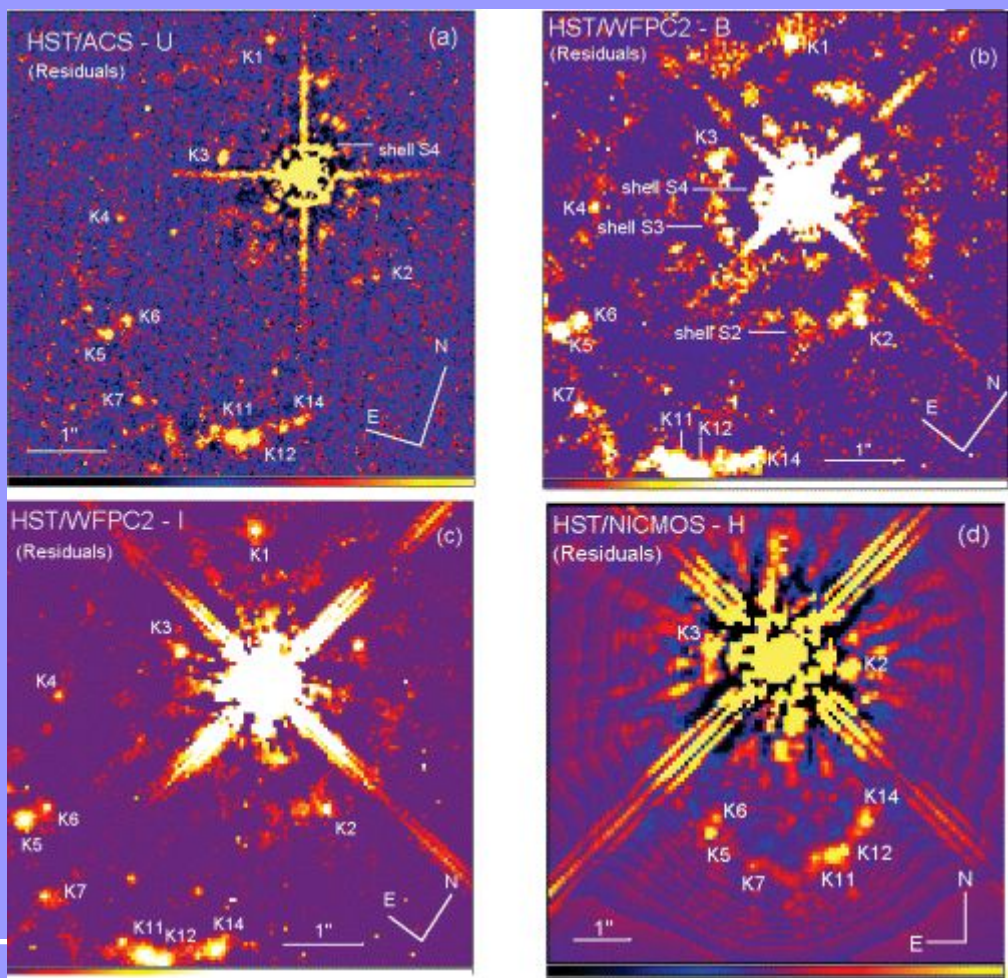 HST/ACS - U
(a)
(Residuals)
K1
shell S4
K3
K4
K2
K6
K5
N
K7
K11
K14
E
1"
K12
HST/WFPC2 - B
K1
(b)
(Residuals)
K3
shell S4
K4
shell S3
K6
shell S2
K2
K5
N
K7
E
K11
K12
1"
K14
HST/WFPC2 - I
(c)
(Residuals)
K1
K3
K4
K6
K2
K5
N
K7
E
K11
K12
K14
1"
HST/NICMOS - H
(d)
(Residuals)
K3
K2
K14
K6
K5
K12
K7
K11
N
1"
E